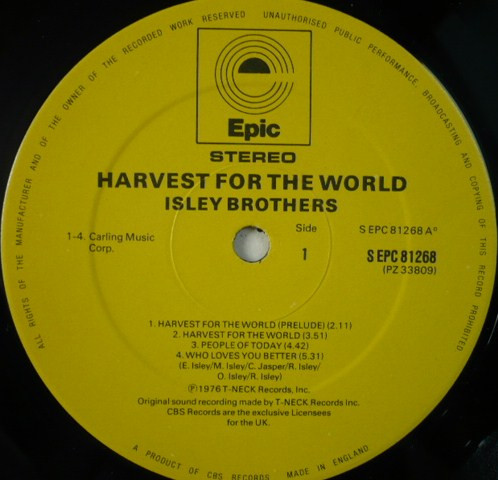 ALL RIGHTS OF THE MANUFACTURER AND OF THE OWNER OF THE RECORDED WORK RESERVED UNAUTHORISED PUBLIC PERFORMANCE, BROADCASTING AND COPYING OF THIS RECORD PROHIBITED
Epic
STEREO
HARVEST FOR THE WORLD
ISLEY BROTHERS
1-4. Carling Music
Corp.
Side
1
S EPC 81268 A
S EPC 81268
(PZ 33809)
1. HARVEST FOR THE WORLD (PRELUDE) (2.11)
2. HARVEST FOR THE WORLD (3.51)
3. PEOPLE OF TODAY (4.42)
4. WHO LOVES YOU BETTER (5.31)
(E. Isley/M. Isley/C. Jasper/R. Isley/
O. Isley/R. Isley)
Ⓟ1976 T-NECK Records, Inc.
Original sound recording made by T-NECK Records Inc.
CBS Records are the exclusive Licensees
for the UK.
A PRODUCT OF CBS RECORDS MADE IN ENGLAND